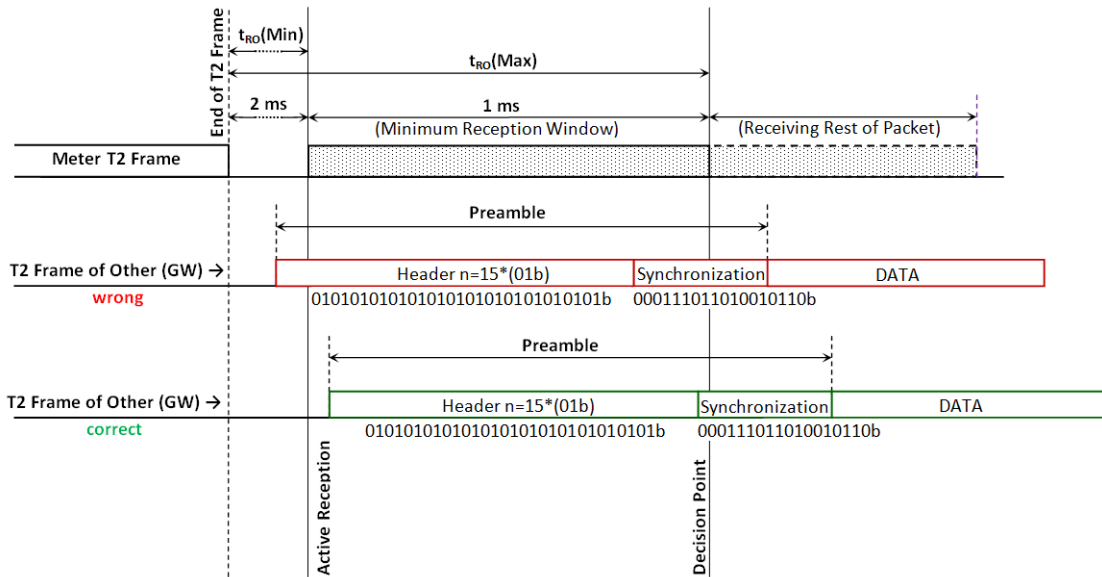 End of T2 Frame
tRO(Min)
tRO(Max)
2 ms
1 ms
(Minimum Reception Window)
(Receiving Rest of Packet)
Meter T2 Frame
Preamble
T2 Frame of Other (GW) →
wrong
Header n=15*(01b)
Synchronization
DATA
010101010101010101010101010101b
000111011010010110b
Preamble
T2 Frame of Other (GW) →
correct
Header n=15*(01b)
Synchronization
DATA
010101010101010101010101010101b
000111011010010110b
Active Reception
Decision Point